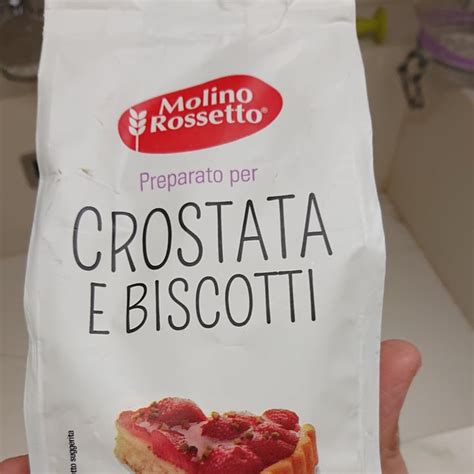 Molino
Rossetto®
Preparato per
CROSTATA
E BISCOTTI